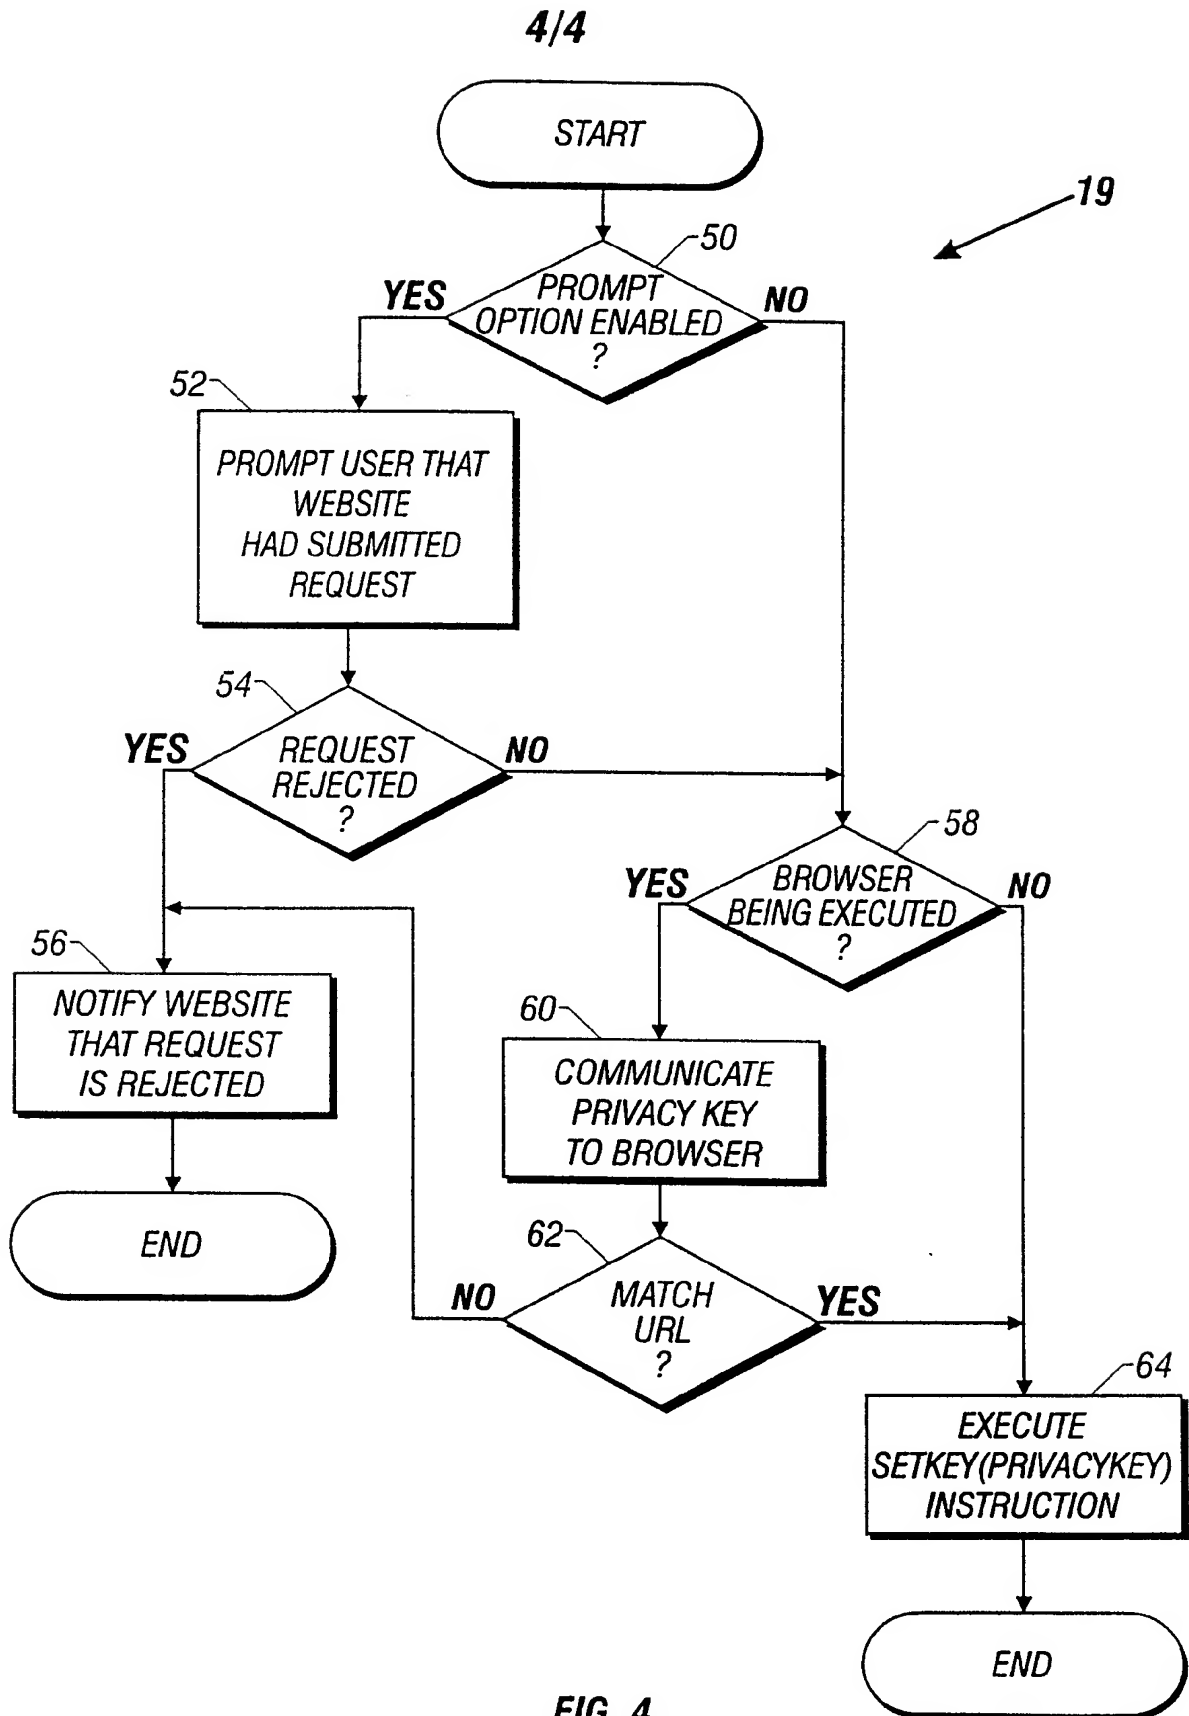 4/4
START
19
50
PROMPT
OPTION ENABLED
?
YES
NO
52
PROMPT USER THAT
WEBSITE
HAD SUBMITTED
REQUEST
54
REQUEST
REJECTED
?
YES
NO
58
BROWSER
BEING EXECUTED
?
YES
NO
56
NOTIFY WEBSITE
THAT REQUEST
IS REJECTED
60
COMMUNICATE
PRIVACY KEY
TO BROWSER
END
62
MATCH
URL
?
NO
YES
64
EXECUTE
SETKEY(PRIVACYKEY)
INSTRUCTION
END
FIG. 4